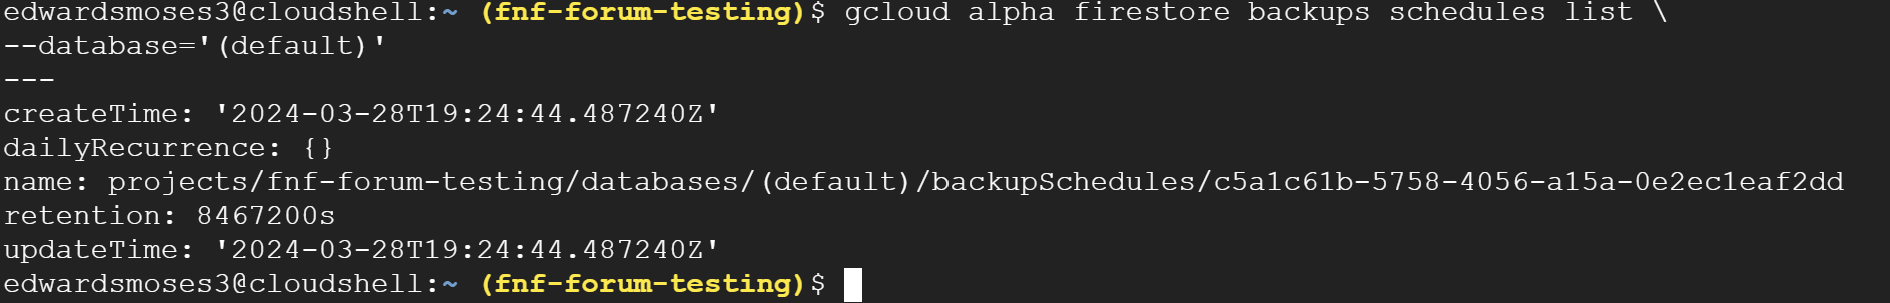 edwardsmoses3@cloudshell:~ (fnf-forum-testing)$ gcloud alpha firestore backups schedules list \
--database='(default)'
---
createTime: '2024-03-28T19:24:44.487240Z'
dailyRecurrence: {}
name: projects/fnf-forum-testing/databases/(default)/backupSchedules/c5a1c61b-5758-4056-a15a-0e2ec1eaf2dd
retention: 8467200s
updateTime: '2024-03-28T19:24:44.487240Z'
edwardsmoses3@cloudshell:~ (fnf-forum-testing)$